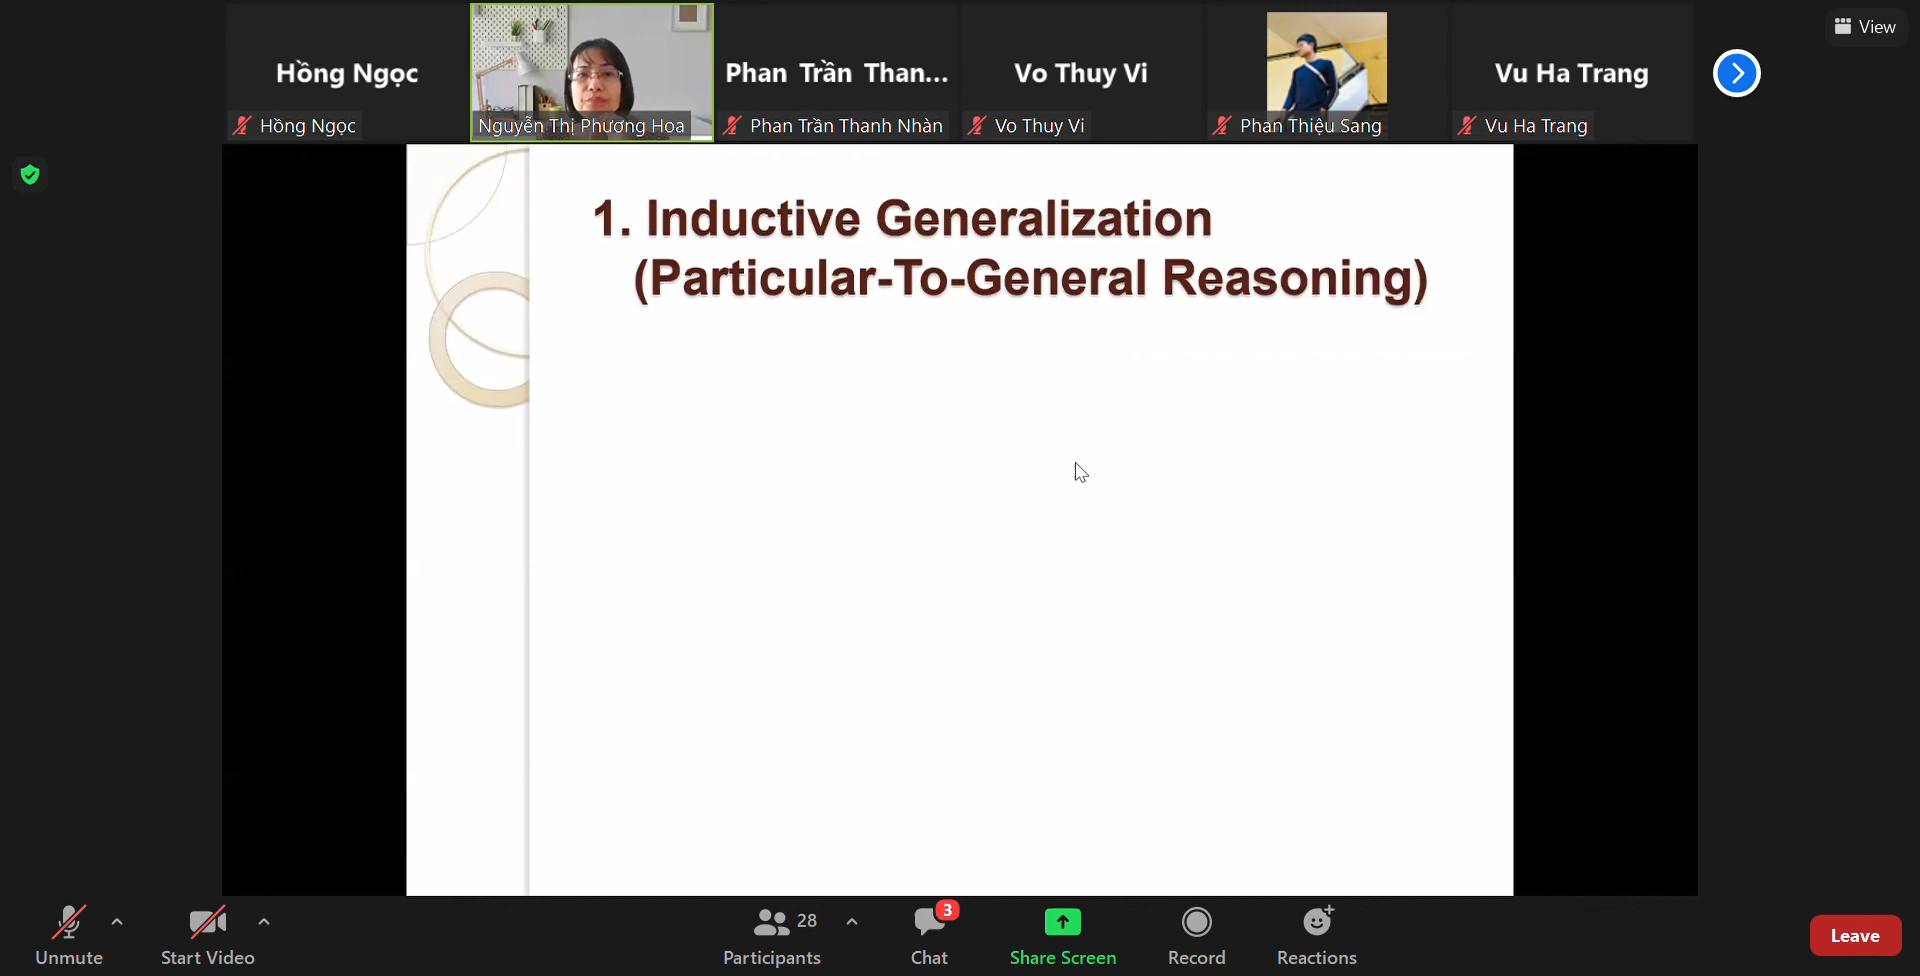 View
Hồng Ngọc
Phan Trần Than...
Vo Thuy Vi
Vu Ha Trang
Hồng Ngọc
Nguyễn Thị Phương Hoa
Phan Trần Thanh Nhàn
Vo Thuy Vi
Phan Thiệu Sang
Vu Ha Trang
1. Inductive Generalization
(Particular-To-General Reasoning)
28
3
Unmute
Start Video
Participants
Chat
Share Screen
Record
Reactions
Leave